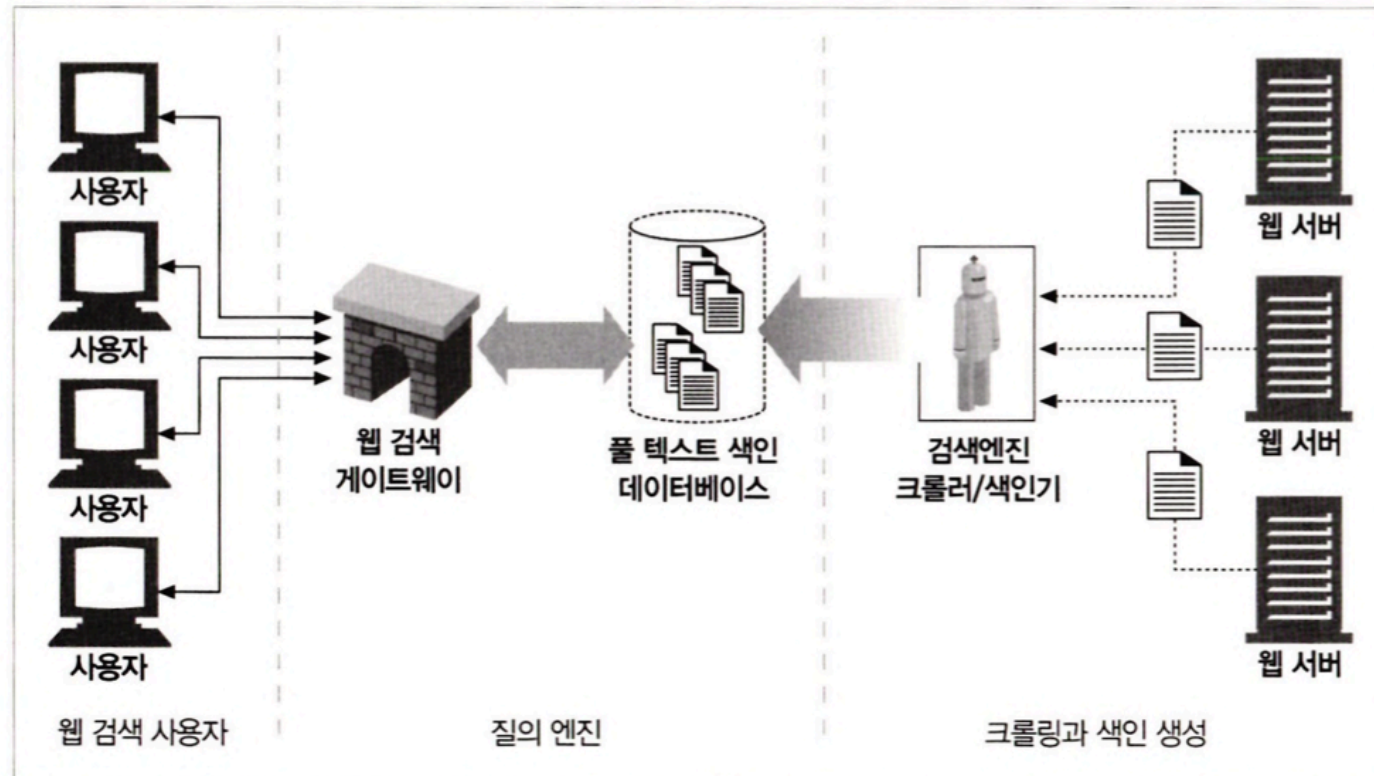 사용자
사용자
사용자
사용자
웹 검색
게이트웨이
풀 텍스트 색인
데이터베이스
검색엔진
크롤러/색인기
웹 서버
웹 서버
웹 서버
웹 검색 사용자
질의 엔진
크롤링과 색인 생성